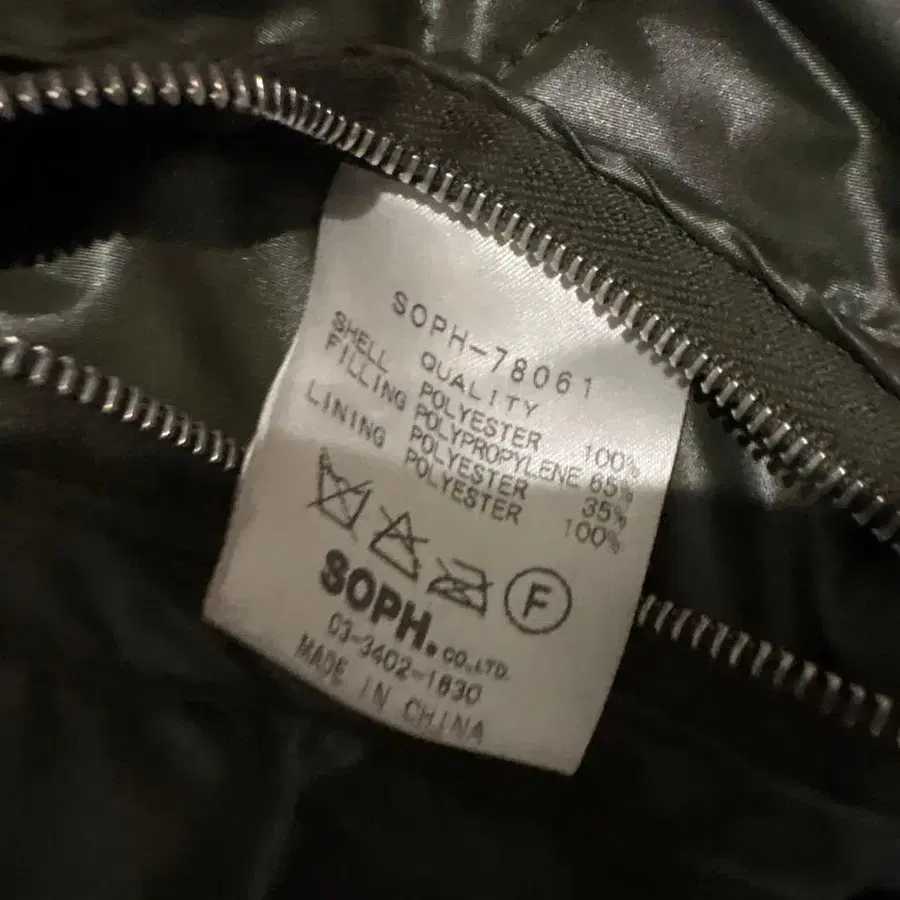 SOPH-78061
QUALITY
SHELL POLYESTER 100%
FILLING POLYPROPYLENE 65%
POLYESTER 35%
LINING POLYESTER 100%
F
SOPH. CO.,LTD.
03-3402-1830
MADE IN CHINA